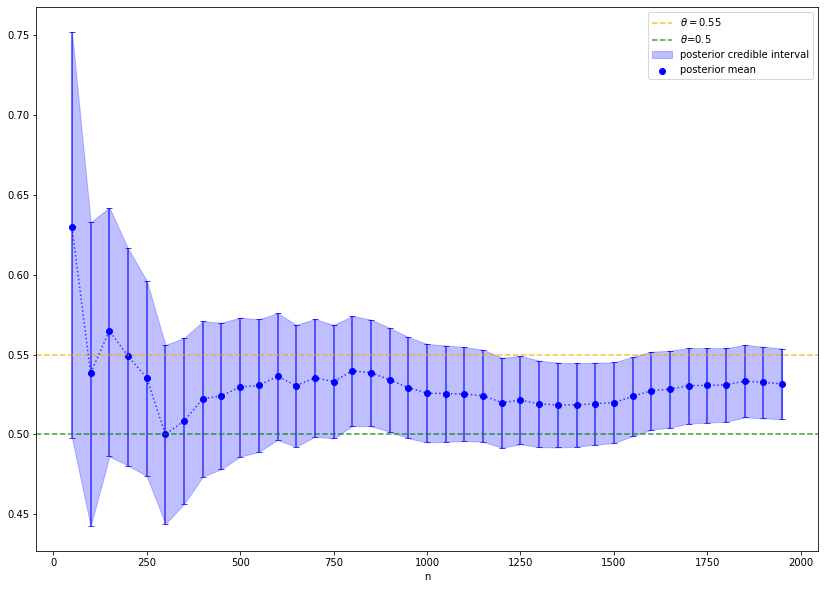 θ = 0.55
θ=0.5
posterior credible interval
posterior mean
0.75
0.70
0.65
0.60
0.55
0.50
0.45
0 250 500 750 1000 1250 1500 1750 2000
n